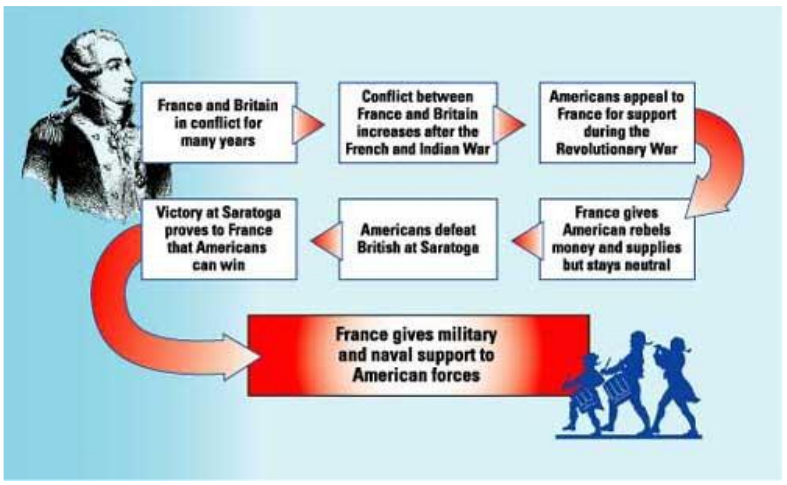 France and Britain
in conflict for
many years
Conflict between
France and Britain
increases after the
French and Indian War
Americans appeal to
France for support
during the
Revolutionary War
France gives
American rebels
money and supplies
but stays neutral
Americans defeat
British at Saratoga
Victory at Saratoga
proves to France
that Americans
can win
France gives military
and naval support to
American forces